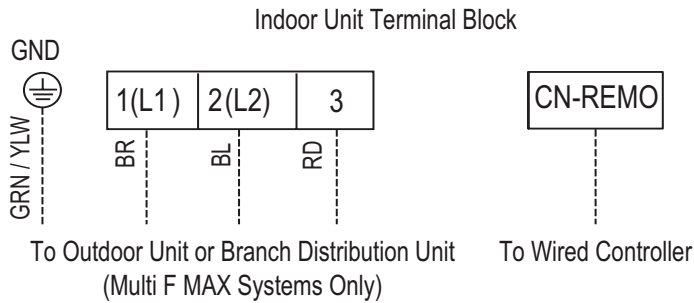 Indoor Unit Terminal Block
GND
1(L1 ) 2(L2) 3
CN-REMO
GRN / YLW
BR
BL
RD
To Outdoor Unit or Branch Distribution Unit
(Multi F MAX Systems Only)
To Wired Controller